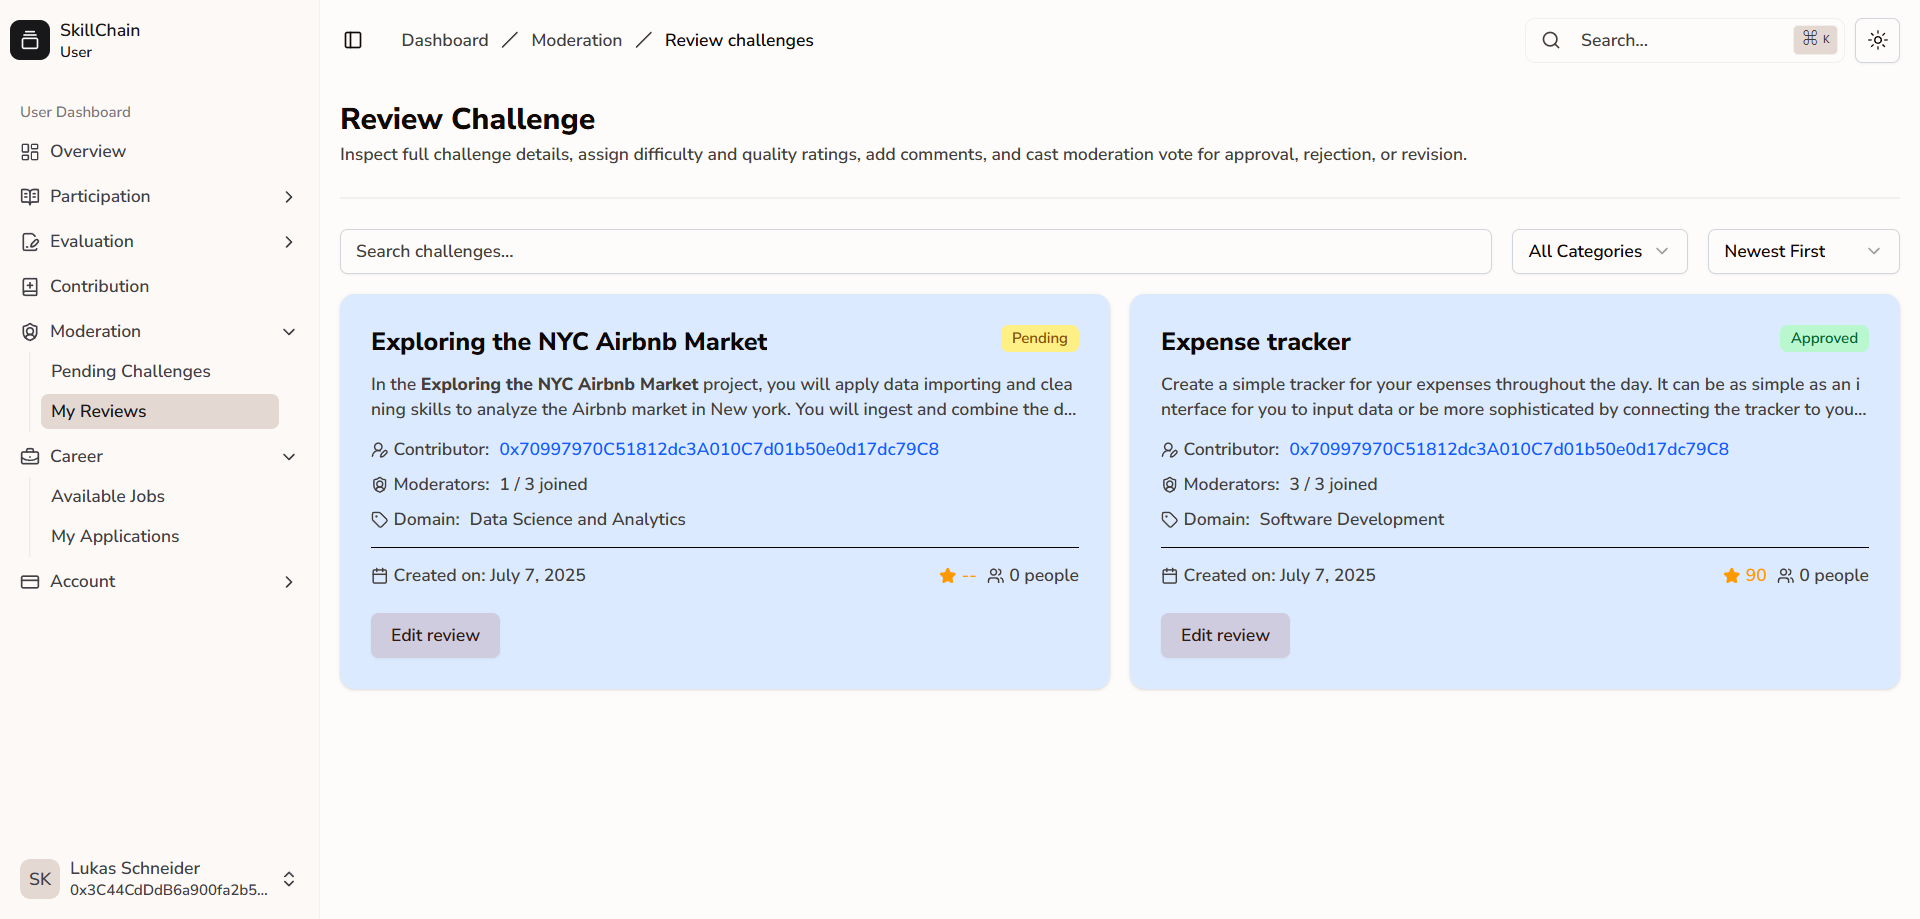 SkillChain
User
User Dashboard
Overview
Participation
Evaluation
Contribution
Moderation
Pending Challenges
My Reviews
Career
Available Jobs
My Applications
Account
SK
Lukas Schneider
0x3C44CdDdB6a900fa2b5...
Dashboard / Moderation / Review challenges
Search...
⌘ K
Review Challenge
Inspect full challenge details, assign difficulty and quality ratings, add comments, and cast moderation vote for approval, rejection, or revision.
Search challenges...
All Categories
Newest First
Exploring the NYC Airbnb Market
Pending
In the Exploring the NYC Airbnb Market project, you will apply data importing and clea
ning skills to analyze the Airbnb market in New york. You will ingest and combine the d...
Contributor: 0x70997970C51812dc3A010C7d01b50e0d17dc79C8
Moderators: 1 / 3 joined
Domain: Data Science and Analytics
Created on: July 7, 2025
--
0 people
Edit review
Expense tracker
Approved
Create a simple tracker for your expenses throughout the day. It can be as simple as an i
nterface for you to input data or be more sophisticated by connecting the tracker to you...
Contributor: 0x70997970C51812dc3A010C7d01b50e0d17dc79C8
Moderators: 3 / 3 joined
Domain: Software Development
Created on: July 7, 2025
90
0 people
Edit review